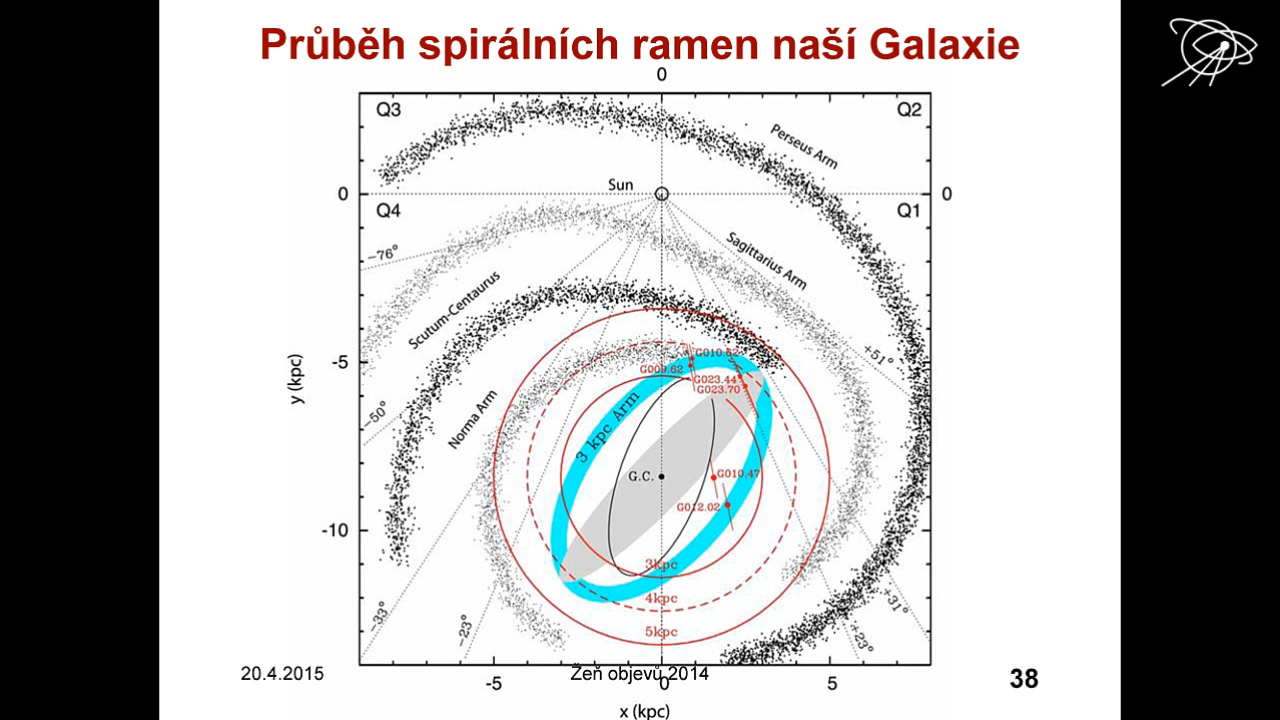 Průběh spirálních ramen naší Galaxie
0
Q3
Q2
Perseus Arm
0
Sun
0
Q4
Q1
−76°
Sagittarius Arm
Scutum-Centaurus
+51°
-5
G010.62
G009.62
G023.44
G023.70
y (kpc)
−50°
Norma Arm
3 kpc Arm
G.C.
G010.47
G012.02
-10
3kpc
4kpc
5kpc
−33°
−23°
+31°
+23°
20.4.2015
Žeň objevů 2014
38
-5
0
5
x (kpc)